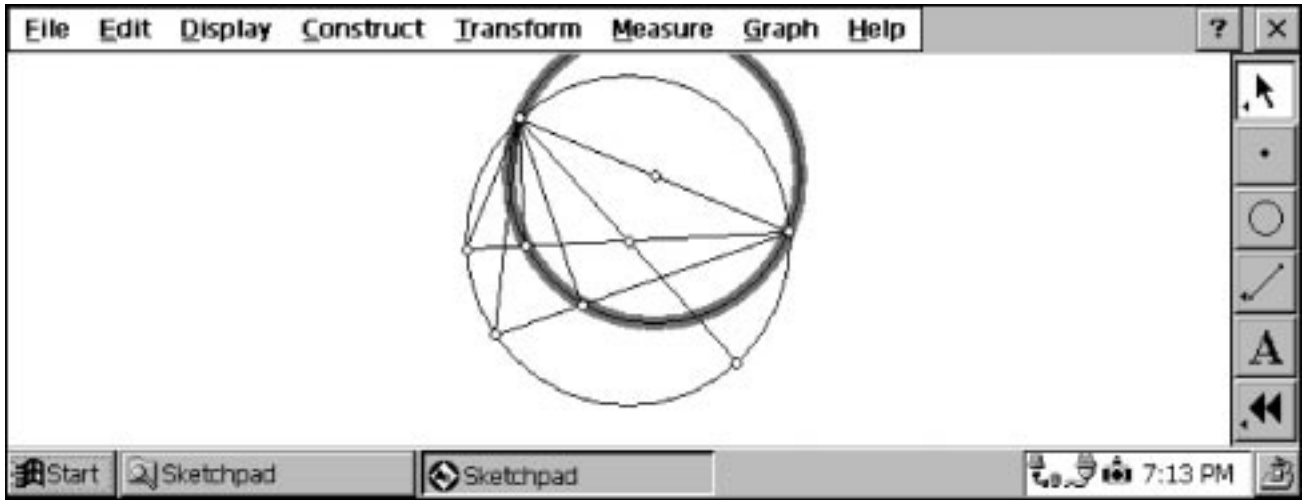 File Edit Display Construct Transform Measure Graph Help ? ×
A
Start Sketchpad Sketchpad 7:13 PM